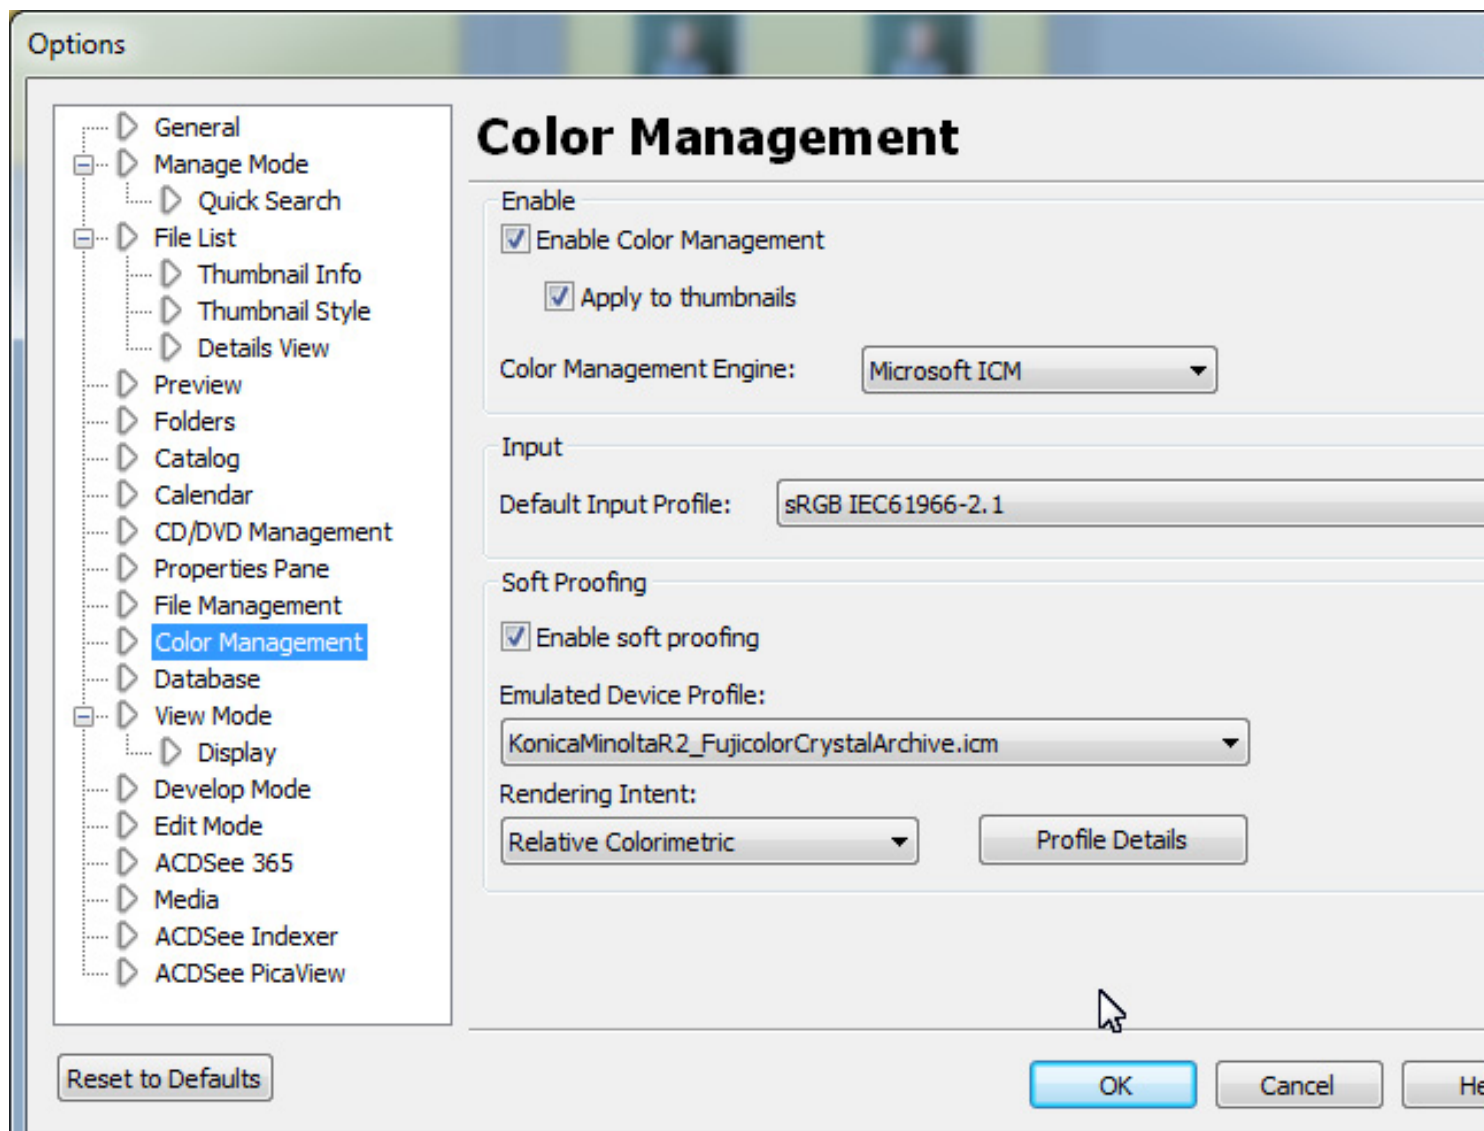 Options
General
Manage Mode
Quick Search
File List
Thumbnail Info
Thumbnail Style
Details View
Preview
Folders
Catalog
Calendar
CD/DVD Management
Properties Pane
File Management
Color Management
Database
View Mode
Display
Develop Mode
Edit Mode
ACDSee 365
Media
ACDSee Indexer
ACDSee PicaView
Reset to Defaults
Color Management
Enable
Enable Color Management
Apply to thumbnails
Color Management Engine: Microsoft ICM
Input
Default Input Profile: sRGB IEC61966-2.1
Soft Proofing
Enable soft proofing
Emulated Device Profile:
KonicaMinoltaR2_FujicolorCrystalArchive.icm
Rendering Intent:
Relative Colorimetric Profile Details
OK Cancel